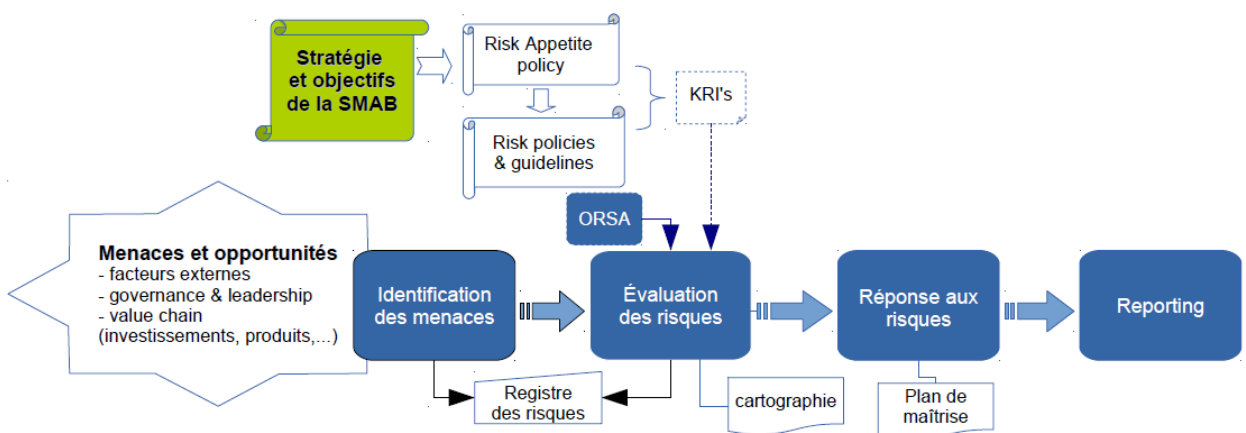 Stratégie
et objectifs
de la SMAB
Risk Appetite
policy
KRI's
Risk policies
& guidelines
ORSA
Menaces et opportunités
- facteurs externes
- governance & leadership
- value chain
(investissements, produits,...)
Identification
des menaces
Évaluation
des risques
Réponse aux
risques
Reporting
Registre
des risques
cartographie
Plan de
maîtrise